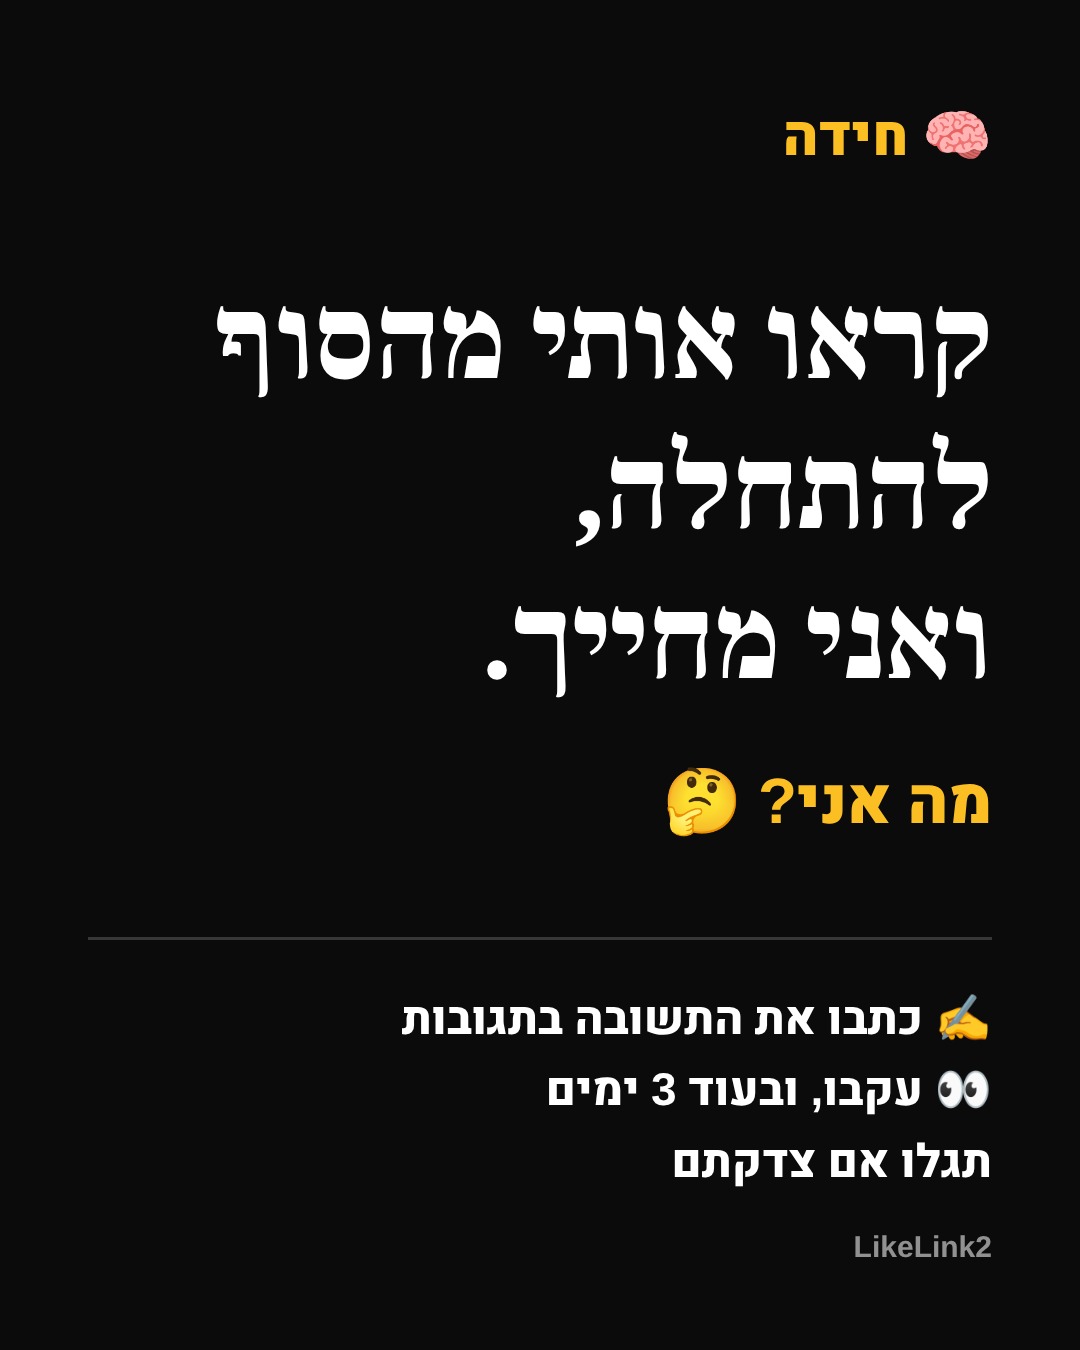 🧠 חידה
קראו אותי מהסוף
להתחלה,
ואני מחייך.
מה אני? 🤔
✍️ כתבו את התשובה בתגובות
👀 עקבו, ובעוד 3 ימים
תגלו אם צדקתם
LikeLink2